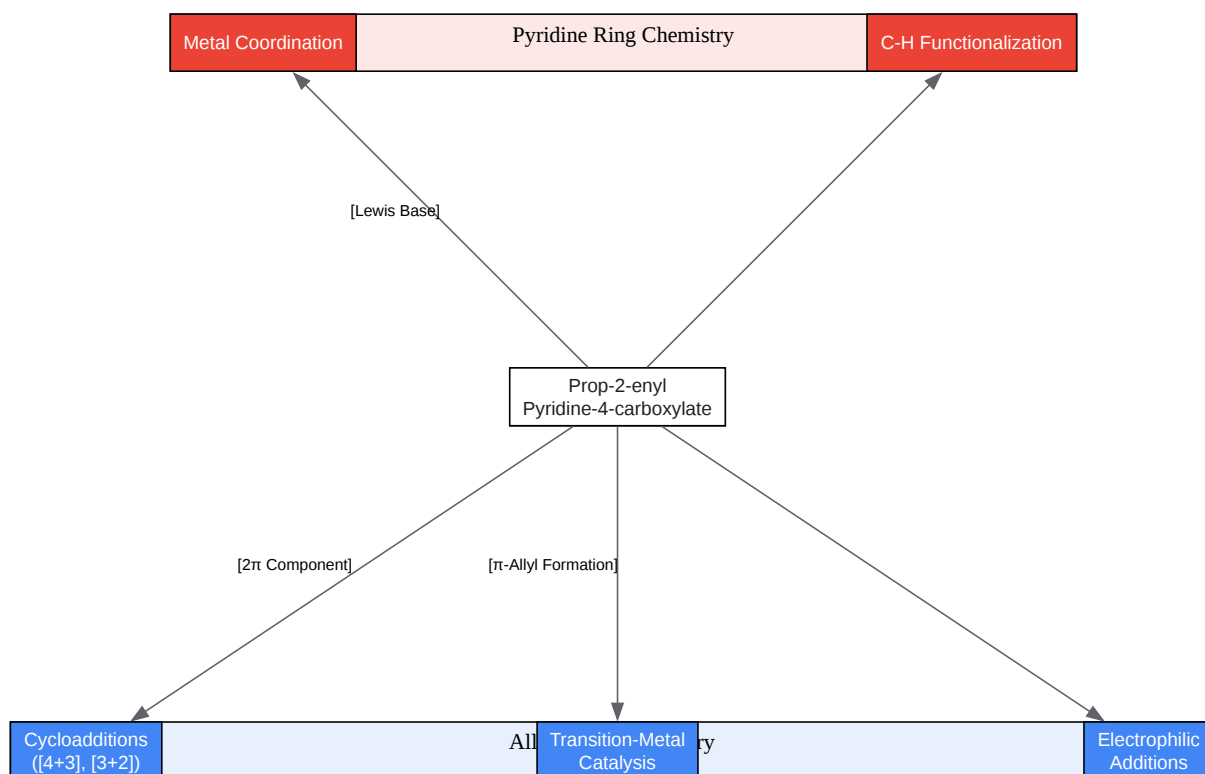 Metal Coordination
Pyridine Ring Chemistry
C-H Functionalization
[Lewis Base]
Prop-2-enyl
Pyridine-4-carboxylate
[2π Component]
[π-Allyl Formation]
Cycloadditions
([4+3], [3+2])
Transition-Metal
Catalysis
Electrophilic
Additions